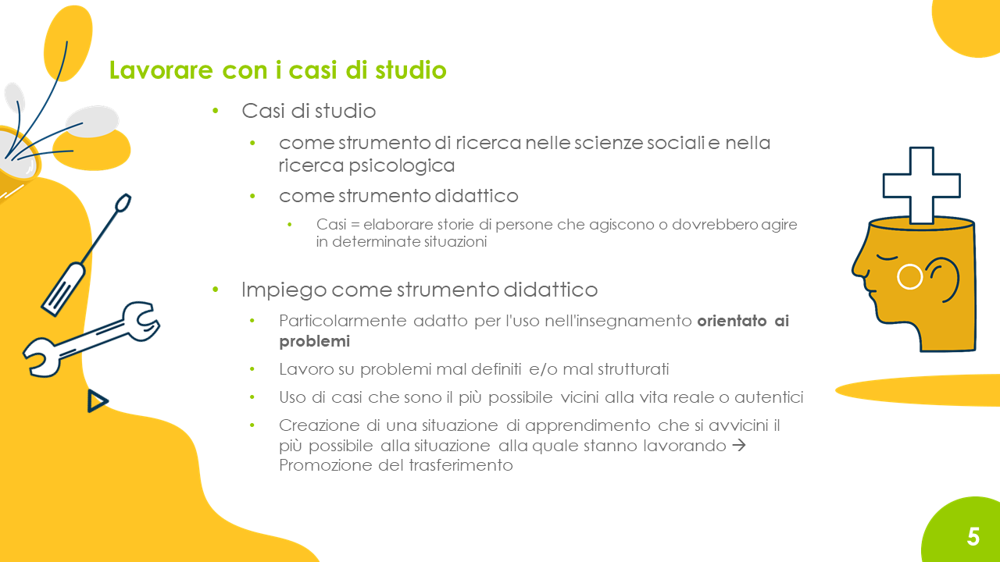 Lavorare con i casi di studio
• Casi di studio
• come strumento di ricerca nelle scienze sociali e nella
ricerca psicologica
• come strumento didattico
• Casi = elaborare storie di persone che agiscono o dovrebbero agire
in determinate situazioni
• Impiego come strumento didattico
• Particolarmente adatto per l'uso nell'insegnamento orientato ai
problemi
• Lavoro su problemi mal definiti e/o mal strutturati
• Uso di casi che sono il più possibile vicini alla vita reale o autentici
• Creazione di una situazione di apprendimento che si avvicini il
più possibile alla situazione alla quale stanno lavorando →
Promozione del trasferimento
5